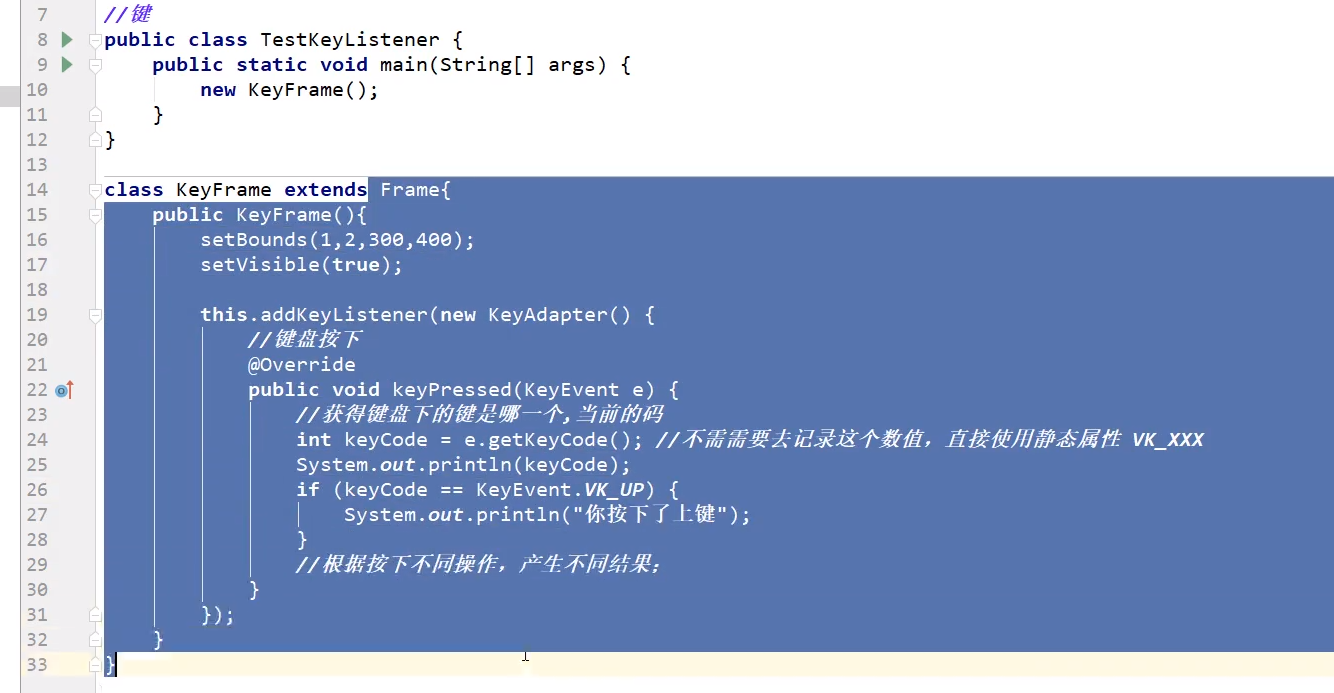 7 //键
8 public class TestKeyListener {
9     public static void main(String[] args) {
10         new KeyFrame();
11     }
12 }
13
14 class KeyFrame extends Frame{
15     public KeyFrame(){
16         setBounds(1,2,300,400);
17         setVisible(true);
18
19         this.addKeyListener(new KeyAdapter() {
20             //键盘按下
21             @Override
22             public void keyPressed(KeyEvent e) {
23                 //获得键盘下的键是哪一个,当前的码
24                 int keyCode = e.getKeyCode(); //不需需要去记录这个数值，直接使用静态属性 VK_XXX
25                 System.out.println(keyCode);
26                 if (keyCode == KeyEvent.VK_UP) {
27                     System.out.println("你按下了上键");
28                 }
29                 //根据按下不同操作，产生不同结果；
30             }
31         });
32     }
33 }